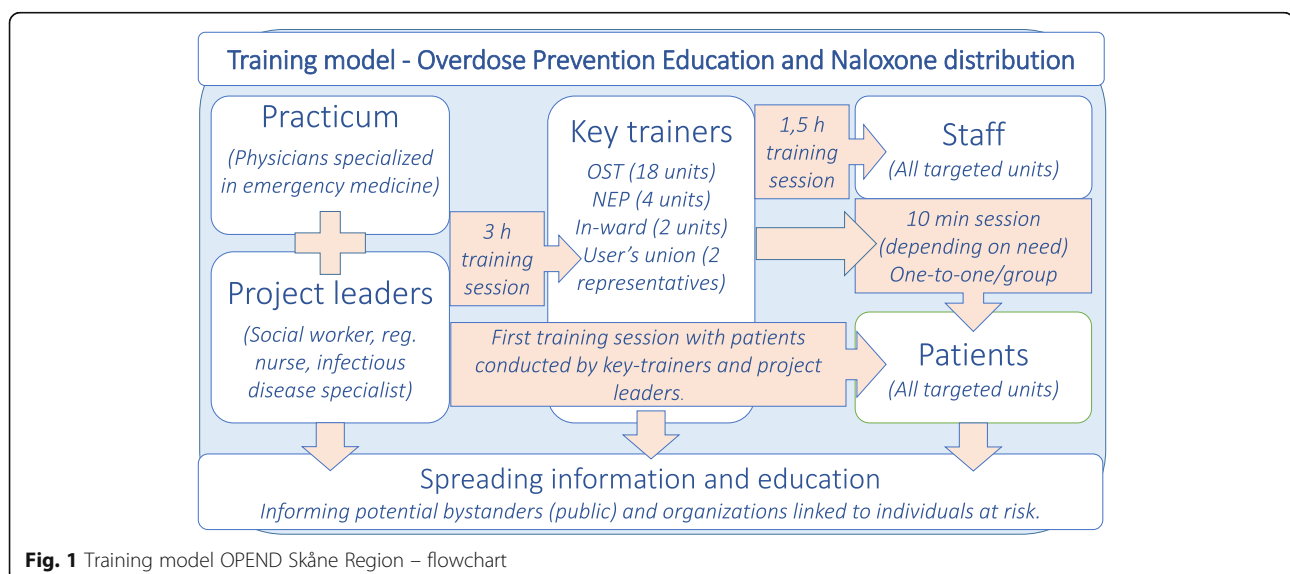 Training model - Overdose Prevention Education and Naloxone distribution
Practicum
(Physicians specialized
in emergency medicine)
Project leaders
(Social worker, reg.
nurse, infectious
disease specialist)
3 h
training
session
Key trainers
OST (18 units)
NEP (4 units)
In-ward (2 units)
User’s union (2
representatives)
1,5 h
training
session
Staff
(All targeted units)
10 min session
(depending on need)
One-to-one/group
First training session with patients
conducted by key-trainers and project
leaders.
Patients
(All targeted units)
Spreading information and education
Informing potential bystanders (public) and organizations linked to individuals at risk.
Fig. 1 Training model OPEND Skåne Region – flowchart